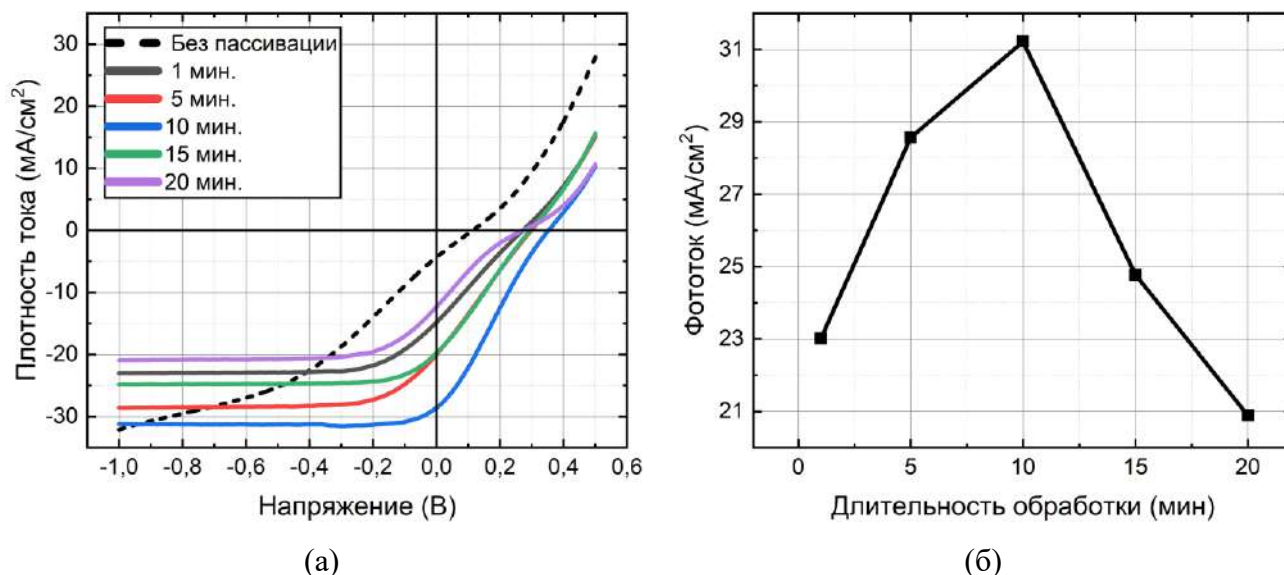 Плотность тока (мА/см²)
30
20
10
0
-10
-20
-30
Без пассивации
1 мин.
5 мин.
10 мин.
15 мин.
20 мин.
-1,0 -0,8 -0,6 -0,4 -0,2 0,0 0,2 0,4 0,6
Напряжение (В)
(а)
Фототок (мА/см²)
31
29
27
25
23
21
0 5 10 15 20
Длительность обработки (мин)
(б)